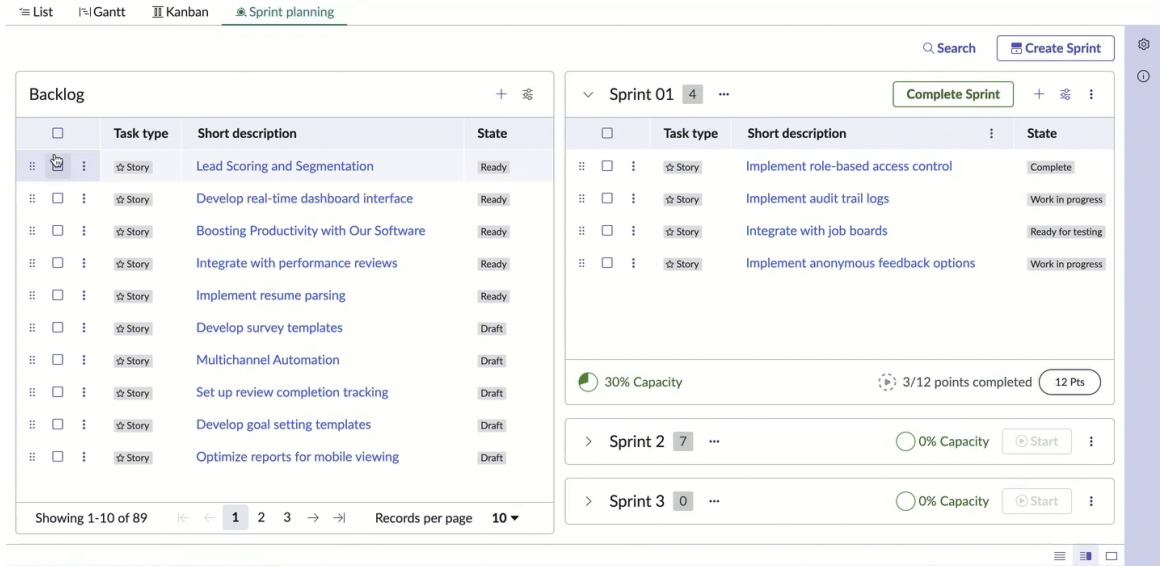 List Gantt Kanban Sprint planning
Search Create Sprint
Backlog
Task type Short description State
Story Lead Scoring and Segmentation Ready
Story Develop real-time dashboard interface Ready
Story Boosting Productivity with Our Software Ready
Story Integrate with performance reviews Ready
Story Implement resume parsing Ready
Story Develop survey templates Draft
Story Multichannel Automation Draft
Story Set up review completion tracking Draft
Story Develop goal setting templates Draft
Story Optimize reports for mobile viewing Draft
Showing 1-10 of 89 1 2 3 Records per page 10
Sprint 01 4 Complete Sprint
Task type Short description State
Story Implement role-based access control Complete
Story Implement audit trail logs Work in progress
Story Integrate with job boards Ready for testing
Story Implement anonymous feedback options Work in progress
30% Capacity 3/12 points completed 12 Pts
Sprint 2 7 0% Capacity Start
Sprint 3 0 0% Capacity Start